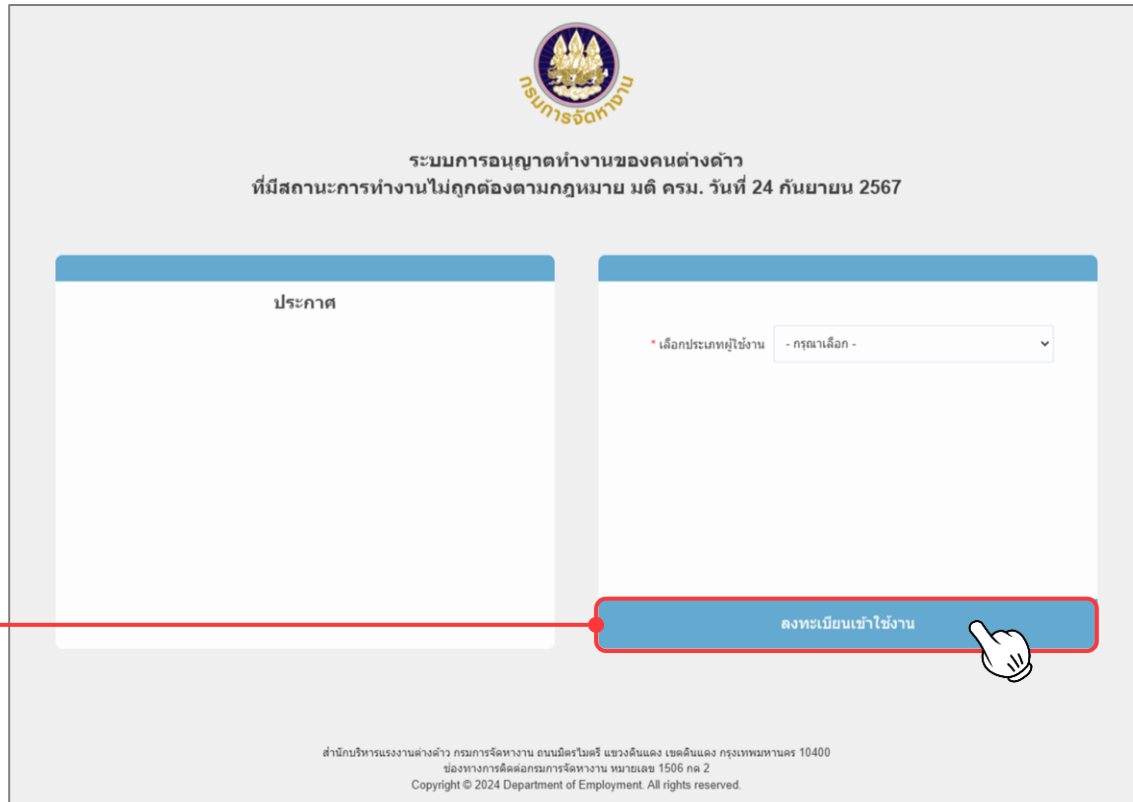 กรมการจัดหางาน
ระบบการอนุญาตทำงานของคนต่างด้าว
ที่มีสถานะการทำงานไม่ถูกต้องตามกฎหมาย มติ ครม. วันที่ 24 กันยายน 2567
ประกาศ
* เลือกประเภทผู้ใช้งาน - กรุณาเลือก -
ลงทะเบียนเข้าใช้งาน
สำนักบริหารแรงงานต่างด้าว กรมการจัดหางาน ถนนมิตรไมตรี แขวงดินแดง เขตดินแดง กรุงเทพมหานคร 10400
ช่องทางการติดต่อกรมการจัดหางาน หมายเลข 1506 กด 2
Copyright © 2024 Department of Employment. All rights reserved.